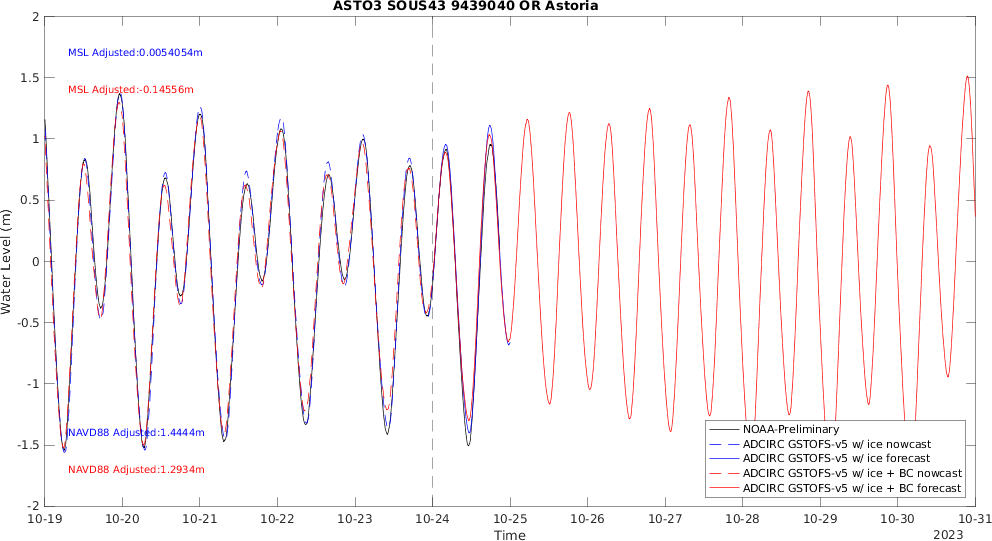 ASTO3 SOUS43 9439040 OR Astoria
MSL Adjusted:0.0054054m
MSL Adjusted:-0.14556m
NAVD88 Adjusted:1.4444m
NAVD88 Adjusted:1.2934m
Water Level (m)
2
1.5
1
0.5
0
-0.5
-1
-1.5
-2
NOAA-Preliminary
ADCIRC GSTOFS-v5 w/ ice nowcast
ADCIRC GSTOFS-v5 w/ ice forecast
ADCIRC GSTOFS-v5 w/ ice + BC nowcast
ADCIRC GSTOFS-v5 w/ ice + BC forecast
10-19 10-20 10-21 10-22 10-23 10-24 10-25 10-26 10-27 10-28 10-29 10-30 10-31
Time
2023